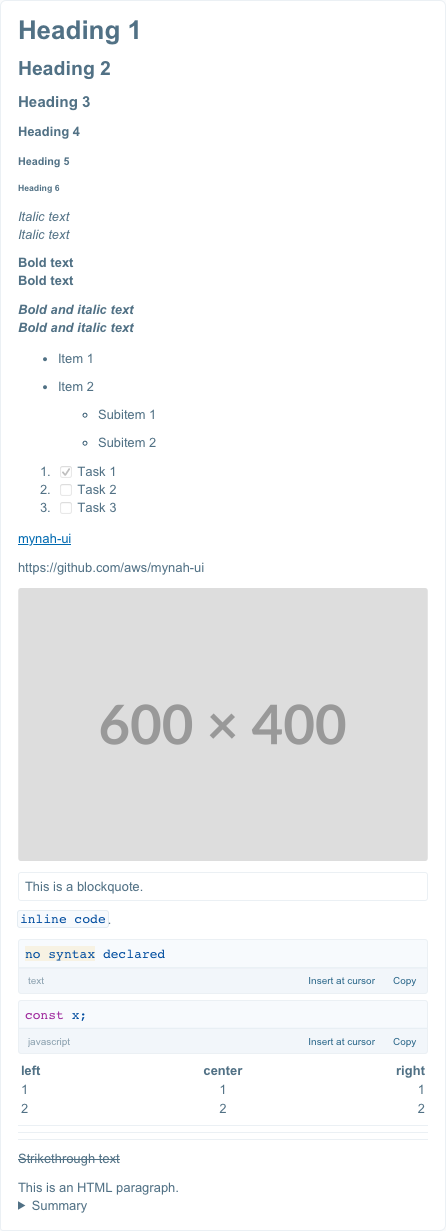 Heading 1
Heading 2
Heading 3
Heading 4
Heading 5
Heading 6
Italic text
Italic text
Bold text
Bold text
Bold and italic text
Bold and italic text
• Item 1
• Item 2
◦ Subitem 1
◦ Subitem 2
1. Task 1
2. Task 2
3. Task 3
mynah-ui
https://github.com/aws/mynah-ui
600 × 400
This is a blockquote.
inline code.
no syntax declared
text Insert at cursor Copy
const x;
javascript Insert at cursor Copy
left center right
1 1 1
2 2 2
Strikethrough text
This is an HTML paragraph.
Summary